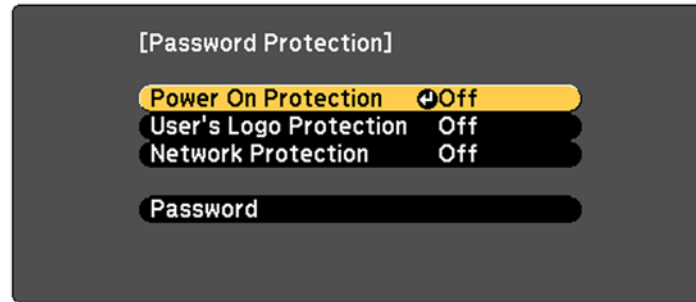 [Password Protection]
Power On Protection Off
User's Logo Protection Off
Network Protection Off
Password